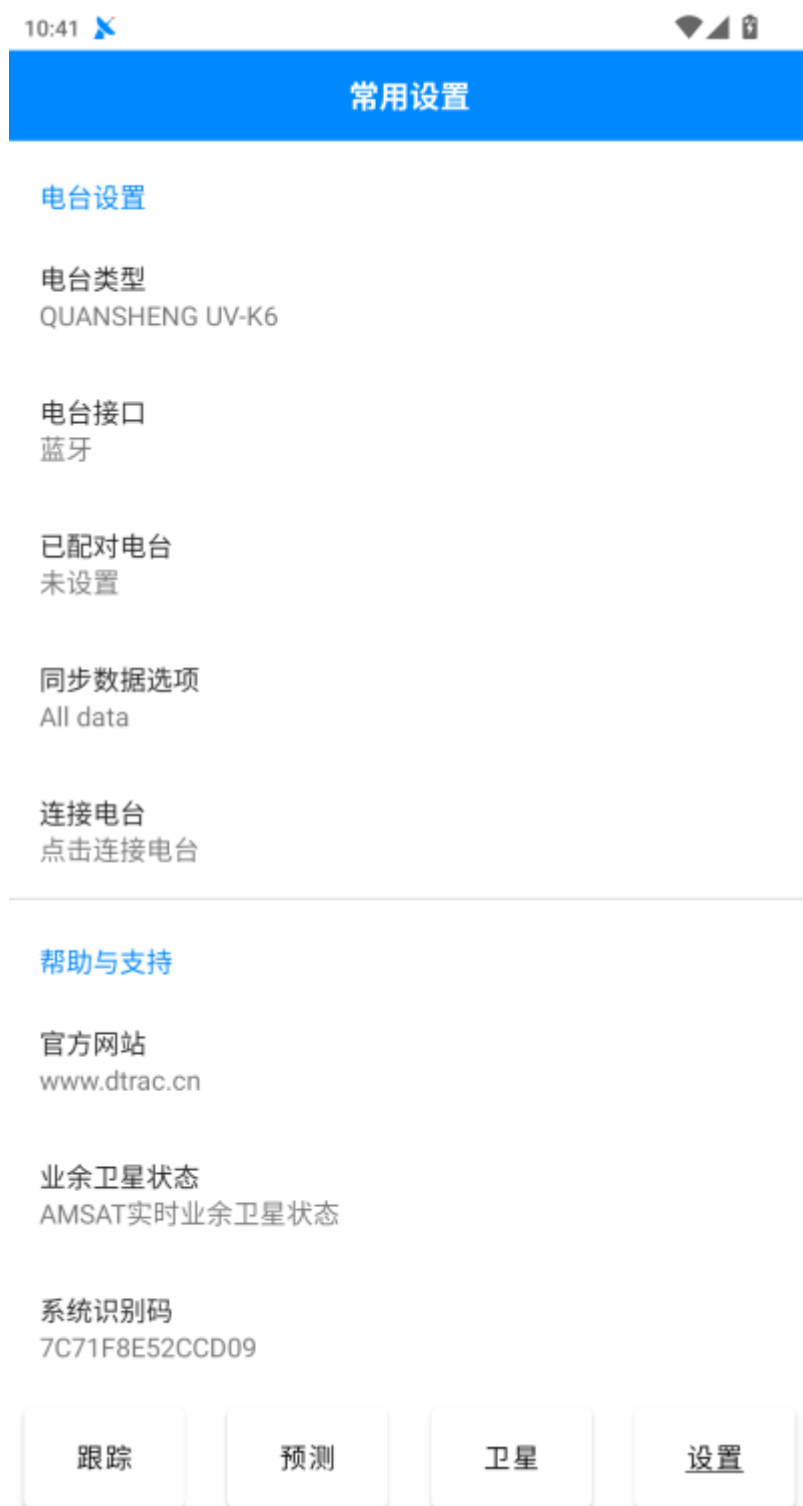 10:41
常用设置
电台设置
电台类型
QUANSHENG UV-K6
电台接口
蓝牙
已配对电台
未设置
同步数据选项
All data
连接电台
点击连接电台
帮助与支持
官方网站
www.dtrac.cn
业余卫星状态
AMSAT实时业余卫星状态
系统识别码
7C71F8E52CCD09
跟踪 预测 卫星 设置